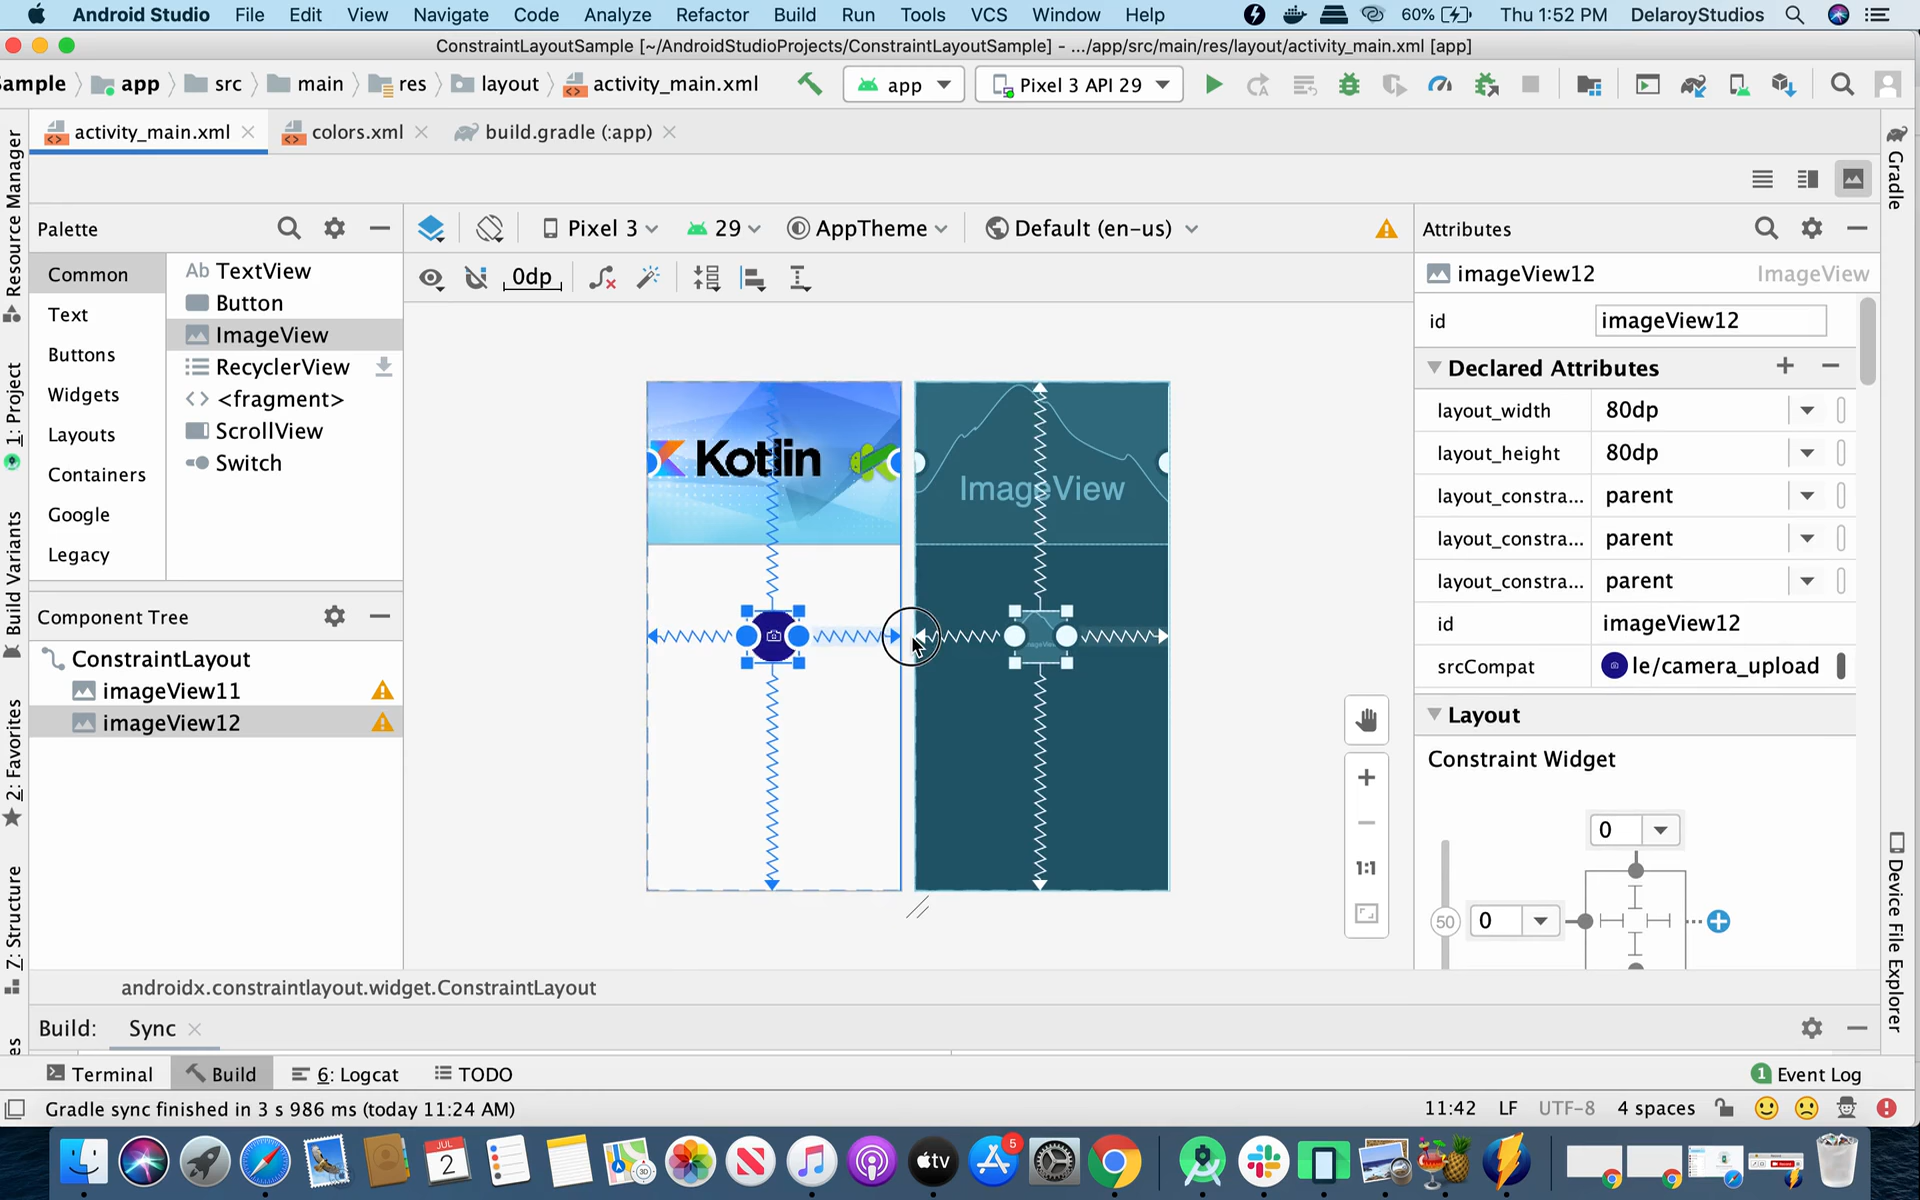 Android Studio File Edit View Navigate Code Analyze Refactor Build Run Tools VCS Window Help 60% Thu 1:52 PM DelaroyStudios
ConstraintLayoutSample [~/AndroidStudioProjects/ConstraintLayoutSample] - .../app/src/main/res/layout/activity_main.xml [app]
ample app src main res layout activity_main.xml app Pixel 3 API 29
activity_main.xml colors.xml build.gradle (:app)
Resource Manager
1: Project
Build Variants
2: Favorites
Z: Structure
es
Gradle
Device File Explorer
Palette
Common
Text
Buttons
Widgets
Layouts
Containers
Google
Legacy
Ab TextView
Button
ImageView
RecyclerView
<> <fragment>
ScrollView
Switch
Component Tree
ConstraintLayout
imageView11
imageView12
Pixel 3 29 AppTheme Default (en-us)
0dp
Kotlin
ImageView
1:1
Attributes
imageView12 ImageView
id imageView12
Declared Attributes
layout_width 80dp
layout_height 80dp
layout_constra... parent
layout_constra... parent
layout_constra... parent
id imageView12
srcCompat le/camera_upload
Layout
Constraint Widget
0
50 0
androidx.constraintlayout.widget.ConstraintLayout
Build: Sync
Terminal Build 6: Logcat TODO 1 Event Log
Gradle sync finished in 3 s 986 ms (today 11:24 AM) 11:42 LF UTF-8 4 spaces
JUL
2
3D
tv
5